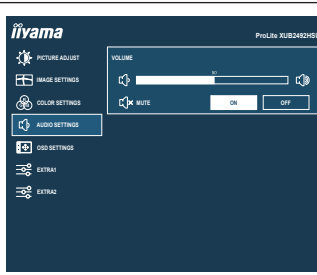 iiyama
ProLite XUB2492HSU
PICTURE ADJUST
VOLUME
50
IMAGE SETTINGS
COLOR SETTINGS
MUTE
ON
OFF
AUDIO SETTINGS
OSD SETTINGS
EXTRA1
EXTRA2